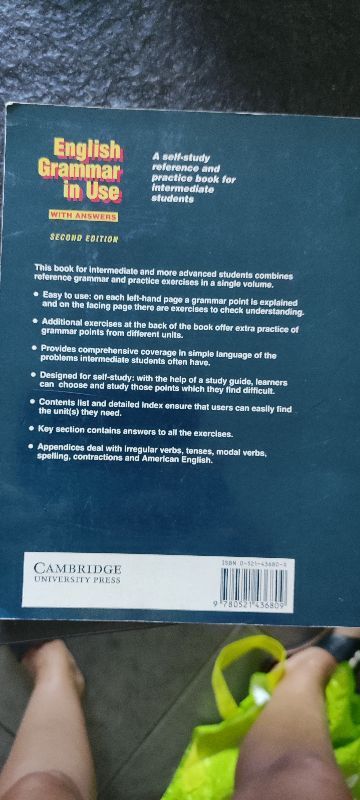 English
Grammar
in Use
WITH ANSWERS
SECOND EDITION
A self-study
reference and
practice book for
intermediate
students
This book for intermediate and more advanced students combines
reference grammar and practice exercises in a single volume.
• Easy to use: on each left-hand page a grammar point is explained
and on the facing page there are exercises to check understanding.
• Additional exercises at the back of the book offer extra practice of
grammar points from different units.
• Provides comprehensive coverage in simple language of the
problems intermediate students often have.
• Designed for self-study: with the help of a study guide, learners
can choose and study those points which they find difficult.
• Contents list and detailed index ensure that users can easily find
the unit(s) they need.
• Key section contains answers to all the exercises.
• Appendices deal with irregular verbs, tenses, modal verbs,
spelling, contractions and American English.
CAMBRIDGE
UNIVERSITY PRESS
ISBN 0-521-43680-X
9 780521 436809